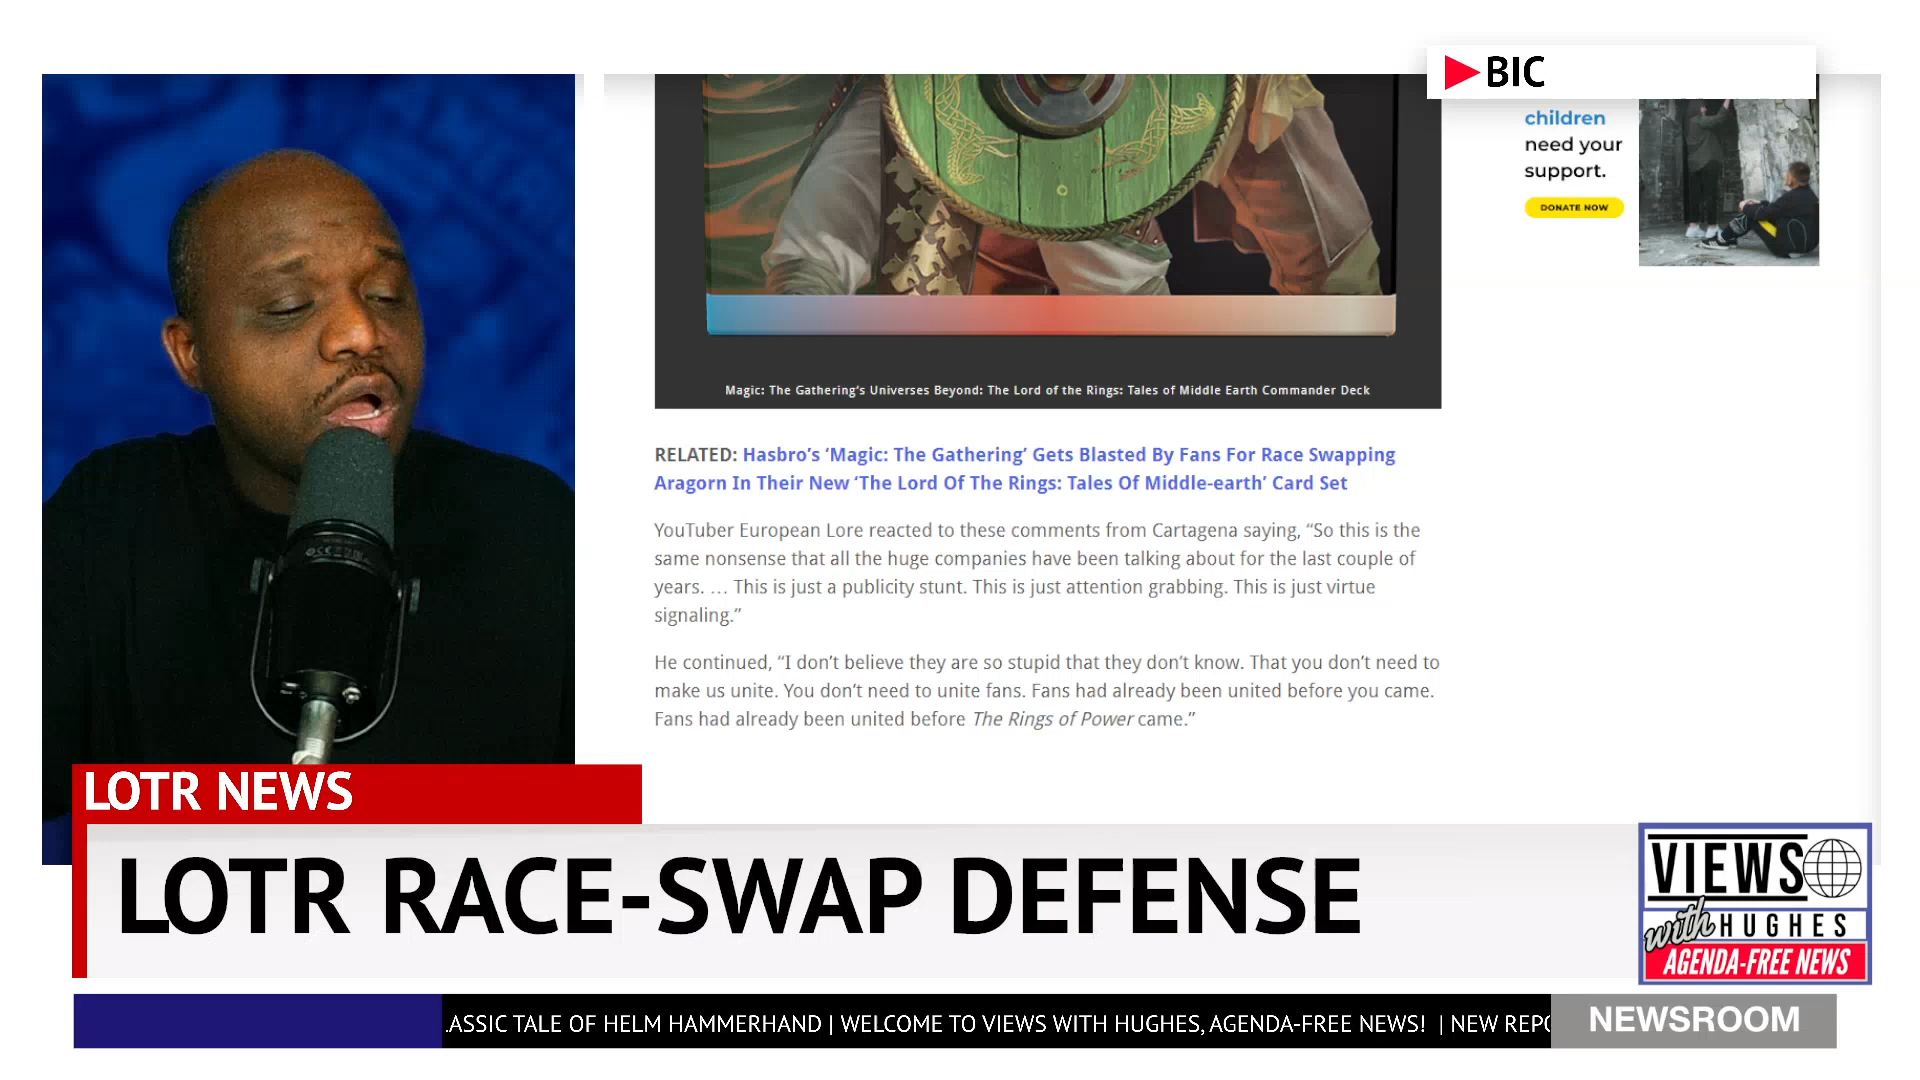 BIC
children
need your
support.
DONATE NOW
Magic: The Gathering's Universes Beyond: The Lord of the Rings: Tales of Middle Earth Commander Deck
RELATED: Hasbro’s ‘Magic: The Gathering’ Gets Blasted By Fans For Race Swapping
Aragorn In Their New ‘The Lord Of The Rings: Tales Of Middle-earth’ Card Set
YouTuber European Lore reacted to these comments from Cartagena saying, “So this is the
same nonsense that all the huge companies have been talking about for the last couple of
years. … This is just a publicity stunt. This is just attention grabbing. This is just virtue
signaling.”
He continued, “I don’t believe they are so stupid that they don’t know. That you don’t need to
make us unite. You don’t need to unite fans. Fans had already been united before you came.
Fans had already been united before The Rings of Power came.”
LOTR NEWS
LOTR RACE-SWAP DEFENSE
VIEWS
with HUGHES
AGENDA-FREE NEWS
.ASSIC TALE OF HELM HAMMERHAND | WELCOME TO VIEWS WITH HUGHES, AGENDA-FREE NEWS! | NEW REPO
NEWSROOM